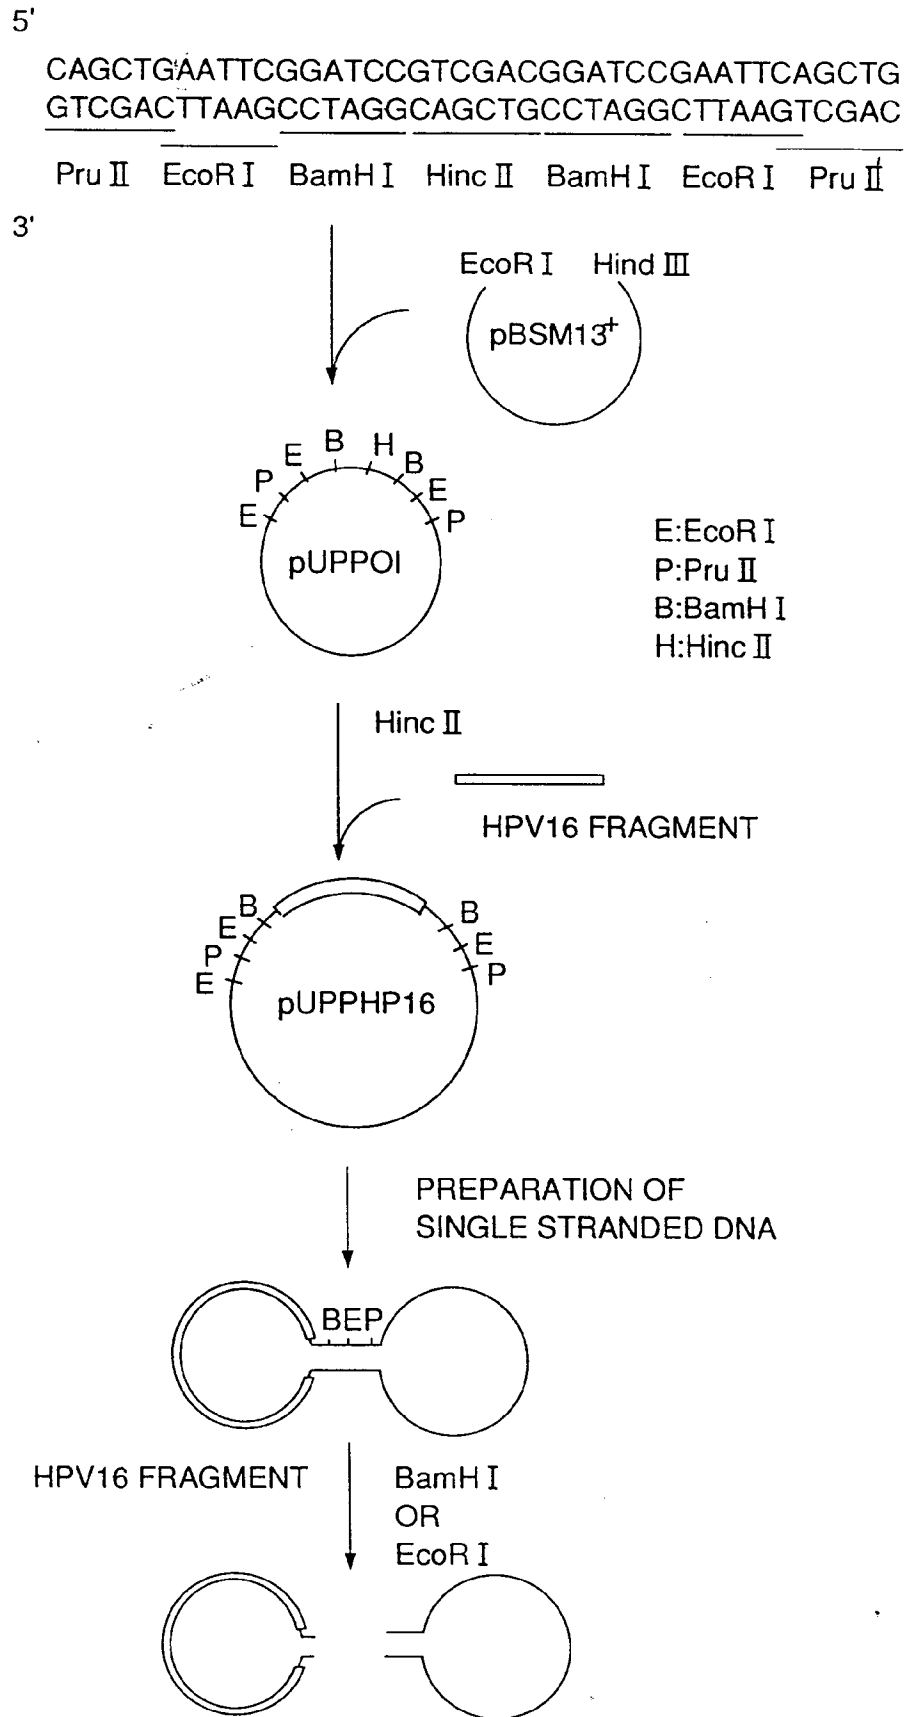 5'
CAGCTGAATTCGGATCCGTCGACGGATCCGAATTCAGCTG
GTCGACTTAAGCCTAGGCAGCTGCCTAGGCTTAAGTCGAC
Pru II EcoR I BamH I Hinc II BamH I EcoR I Pru II
3'
EcoR I Hind III
pBSM13+
E P E B H B E P
pUPPOI
E:EcoR I
P:Pru II
B:BamH I
H:Hinc II
Hinc II
HPV16 FRAGMENT
E P E B B E P
pUPPHP16
PREPARATION OF
SINGLE STRANDED DNA
BEP
HPV16 FRAGMENT
BamH I
OR
EcoR I